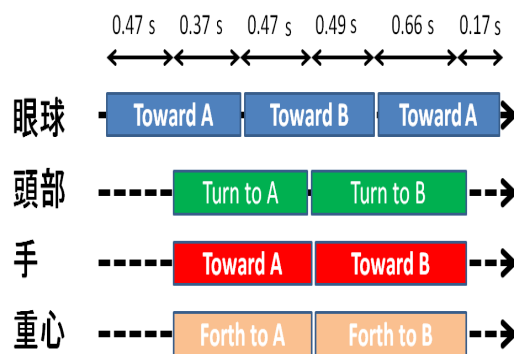 0.47 s 0.37 s 0.47 s 0.49 s 0.66 s 0.17 s
眼球 Toward A Toward B Toward A
頭部 Turn to A Turn to B
手 Toward A Toward B
重心 Forth to A Forth to B